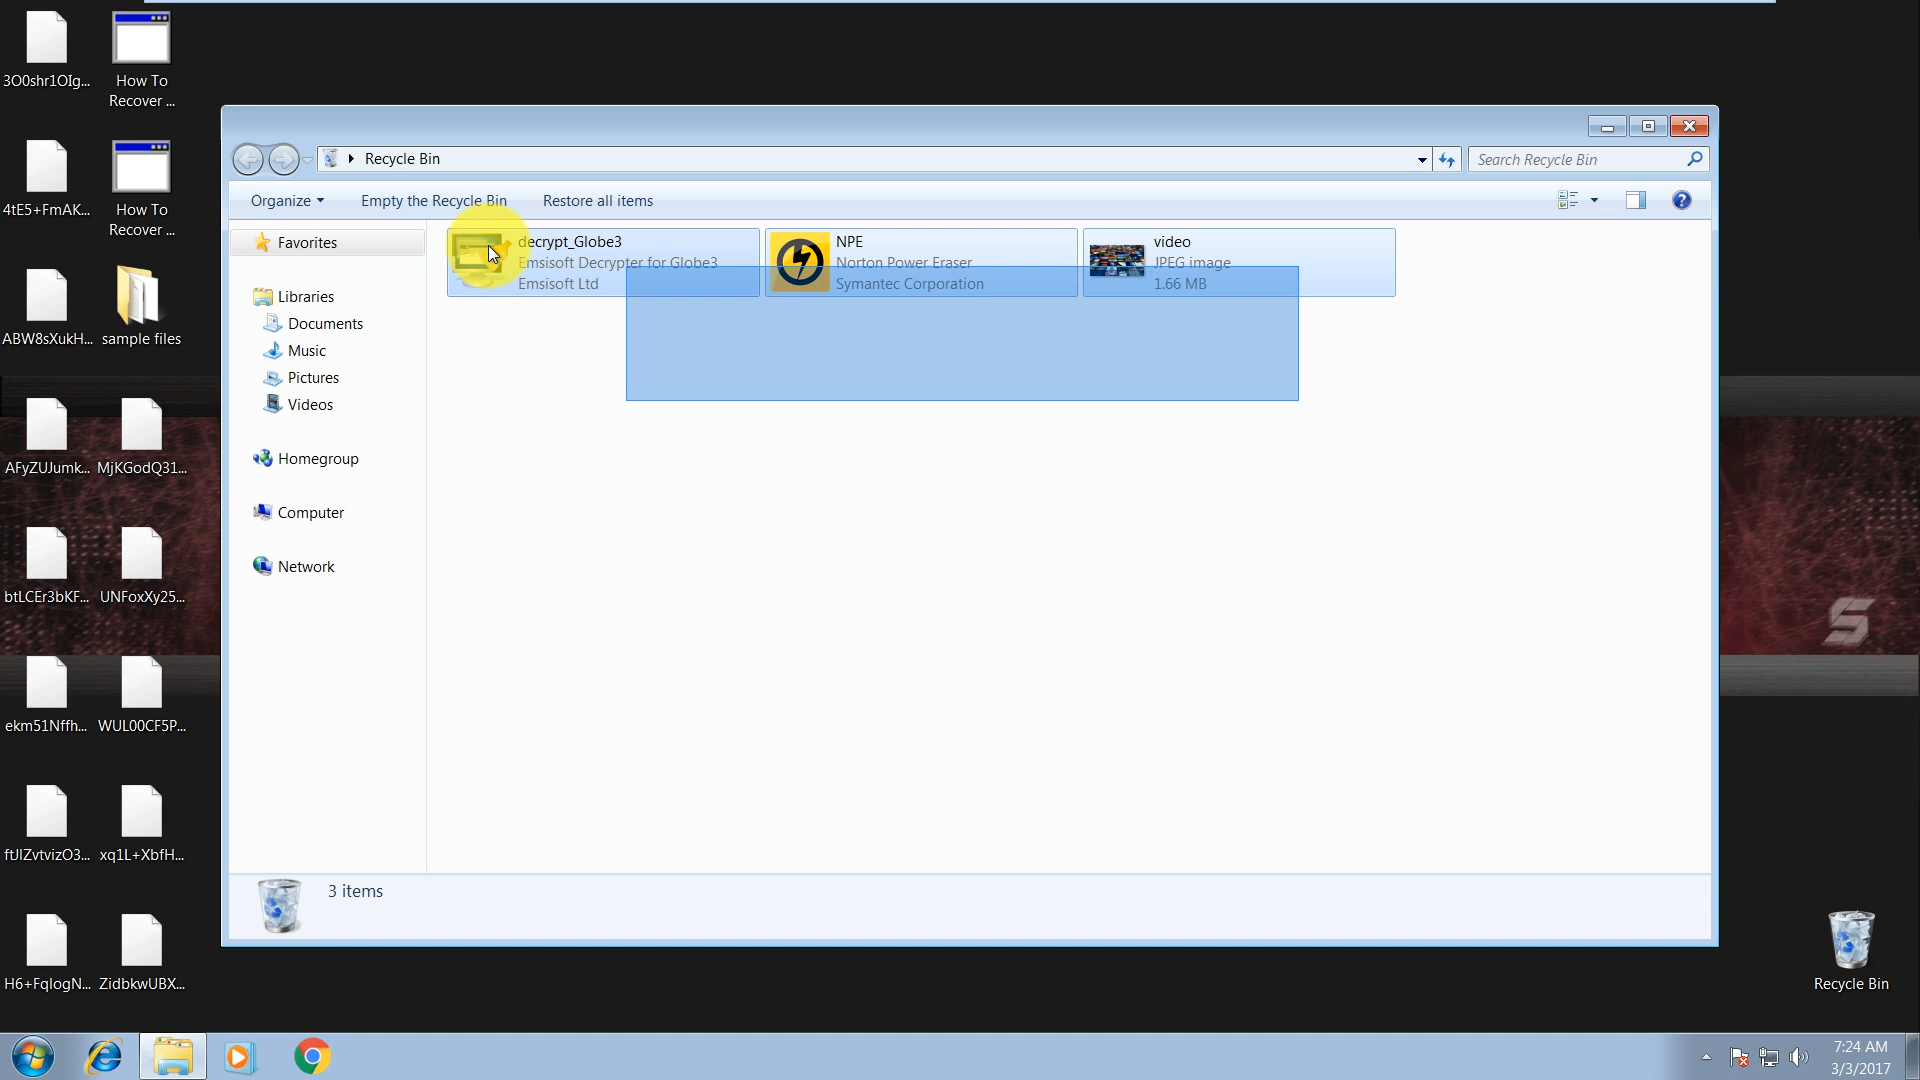 3O0shr1OIg...
How To
Recover ...
4tE5+FmAK...
How To
Recover ...
ABW8sXukH...
sample files
AFyZUJumk...
MjKGodQ31...
btLCEr3bKF...
UNFoxXy25...
ekm51Nffh...
WUL00CF5P...
ftJlZvtvizO3...
xq1L+XbfH...
H6+FqlogN...
ZidbkwUBX...
Recycle Bin
Search Recycle Bin
Organize
Empty the Recycle Bin
Restore all items
Favorites
Libraries
Documents
Music
Pictures
Videos
Homegroup
Computer
Network
decrypt_Globe3
Emsisoft Decrypter for Globe3
Emsisoft Ltd
NPE
Norton Power Eraser
Symantec Corporation
video
JPEG image
1.66 MB
3 items
Recycle Bin
7:24 AM
3/3/2017